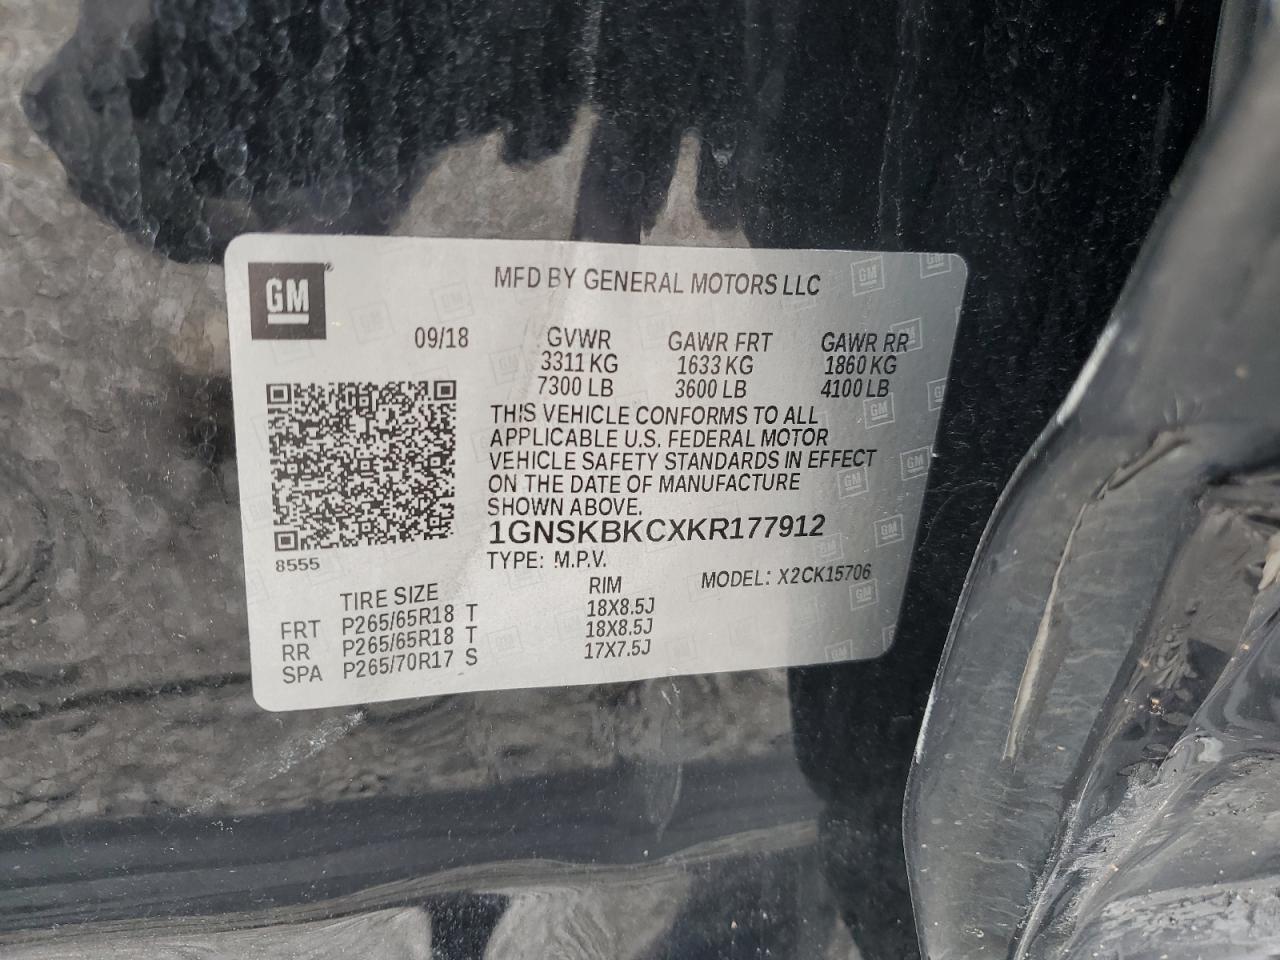 GM
MFD BY GENERAL MOTORS LLC
09/18 GVWR GAWR FRT GAWR RR
3311 KG 1633 KG 1860 KG
7300 LB 3600 LB 4100 LB
THIS VEHICLE CONFORMS TO ALL
APPLICABLE U.S. FEDERAL MOTOR
VEHICLE SAFETY STANDARDS IN EFFECT
ON THE DATE OF MANUFACTURE
SHOWN ABOVE.
1GNSKBKCXKR177912
8555
TYPE: M.P.V.
MODEL: X2CK15706
TIRE SIZE RIM
FRT P265/65R18 T 18X8.5J
RR P265/65R18 T 18X8.5J
SPA P265/70R17 S 17X7.5J